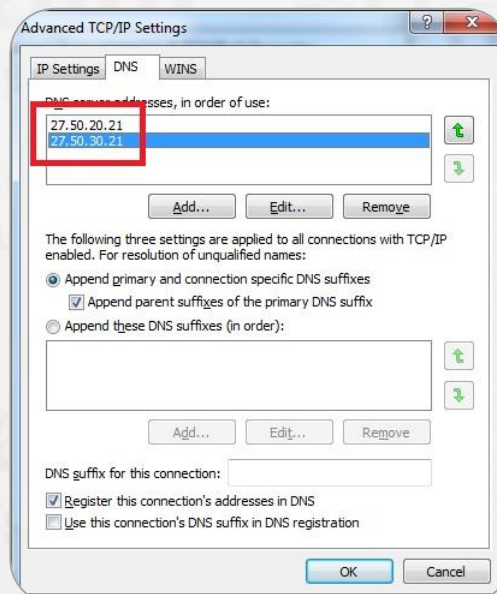 Advanced TCP/IP Settings
IP Settings DNS WINS
DNS server addresses, in order of use:
27.50.20.21
27.50.30.21
Add... Edit... Remove
The following three settings are applied to all connections with TCP/IP
enabled. For resolution of unqualified names:
Append primary and connection specific DNS suffixes
Append parent suffixes of the primary DNS suffix
Append these DNS suffixes (in order):
Add... Edit... Remove
DNS suffix for this connection:
Register this connection's addresses in DNS
Use this connection's DNS suffix in DNS registration
OK Cancel